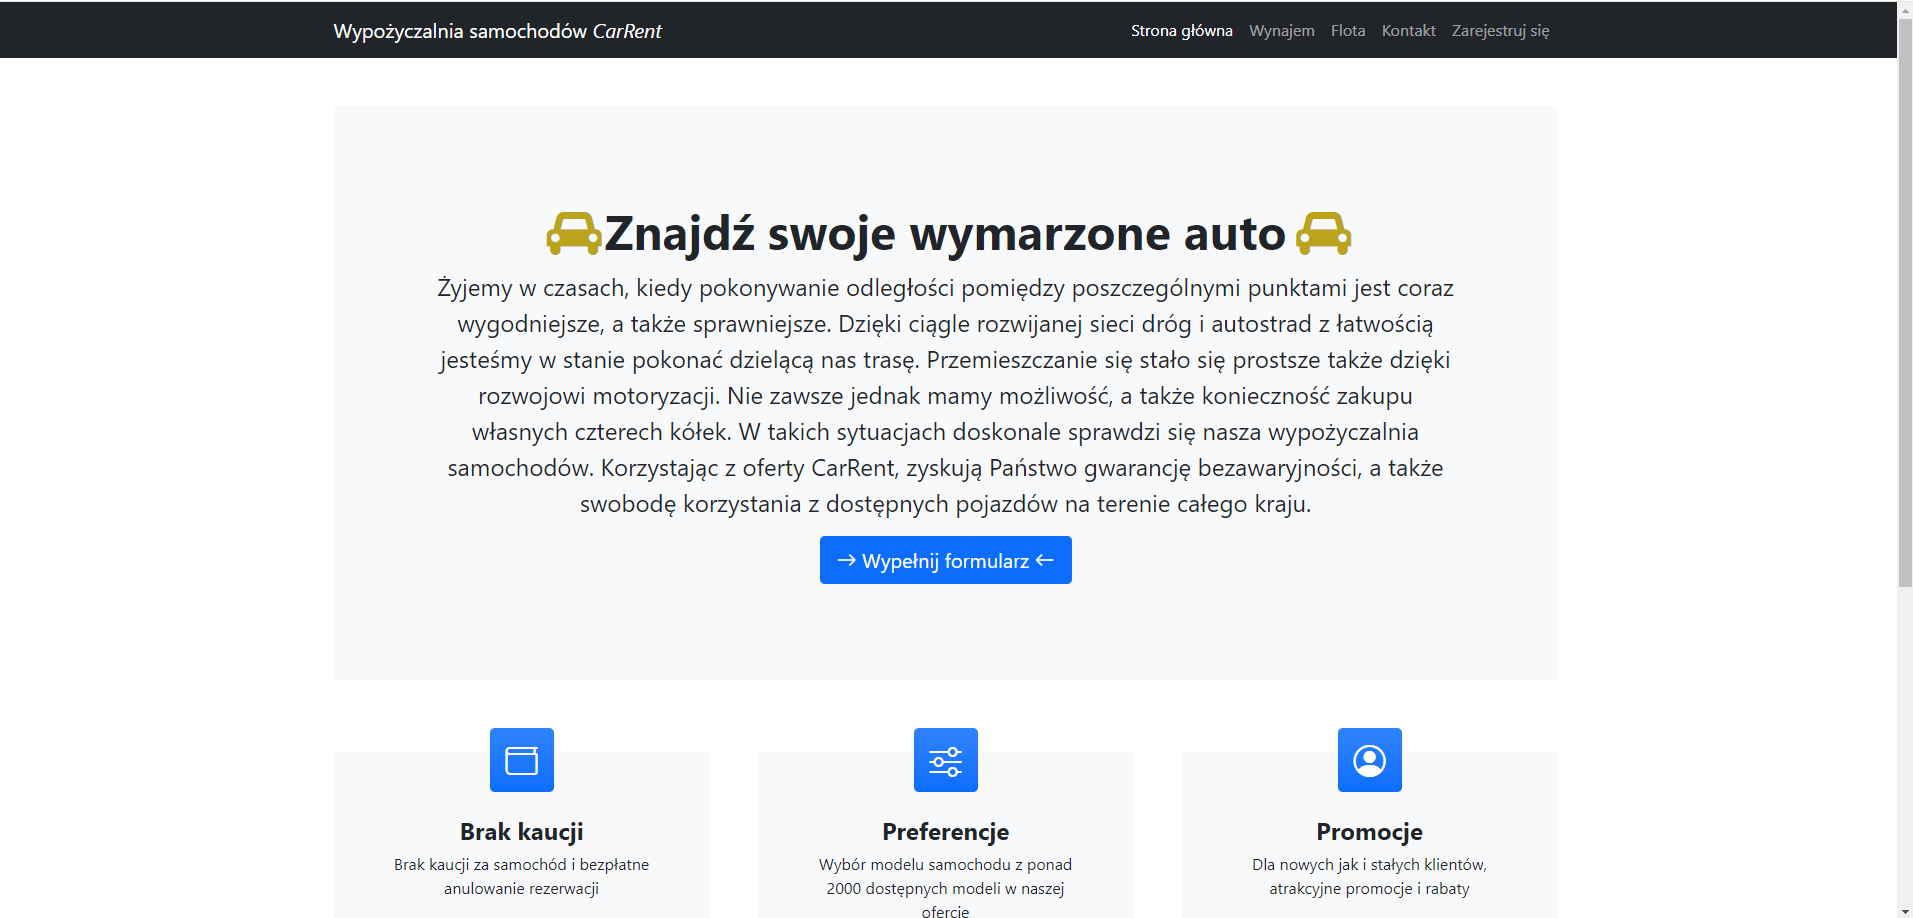 Wypożyczalnia samochodów CarRent
Strona główna Wynajem Flota Kontakt Zarejestruj się
Znajdź swoje wymarzone auto
Żyjemy w czasach, kiedy pokonywanie odległości pomiędzy poszczególnymi punktami jest coraz
wygodniejsze, a także sprawniejsze. Dzięki ciągle rozwijanej sieci dróg i autostrad z łatwością
jesteśmy w stanie pokonać dzielącą nas trasę. Przemieszczanie się stało się prostsze także dzięki
rozwojowi motoryzacji. Nie zawsze jednak mamy możliwość, a także konieczność zakupu
własnych czterech kółek. W takich sytuacjach doskonale sprawdzi się nasza wypożyczalnia
samochodów. Korzystając z oferty CarRent, zyskują Państwo gwarancję bezawaryjności, a także
swobodę korzystania z dostępnych pojazdów na terenie całego kraju.
→ Wypełnij formularz ←
Brak kaucji
Brak kaucji za samochód i bezpłatne
anulowanie rezerwacji
Preferencje
Wybór modelu samochodu z ponad
2000 dostępnych modeli w naszej
ofercie
Promocje
Dla nowych jak i stałych klientów,
atrakcyjne promocje i rabaty